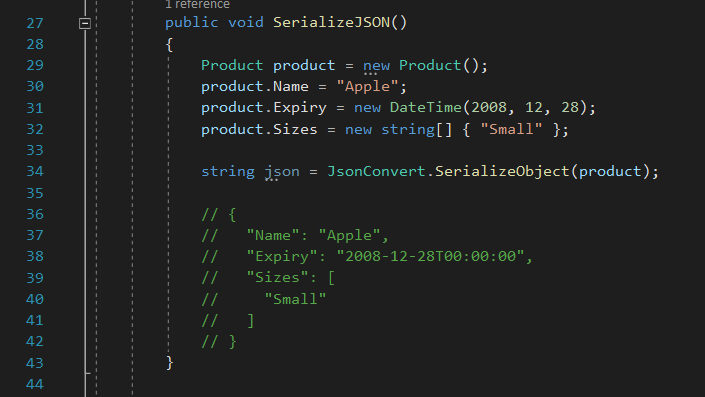 1 reference
27 public void SerializeJSON()
28 {
29 Product product = new Product();
30 product.Name = "Apple";
31 product.Expiry = new DateTime(2008, 12, 28);
32 product.Sizes = new string[] { "Small" };
33
34 string json = JsonConvert.SerializeObject(product);
35
36 // {
37 //   "Name": "Apple",
38 //   "Expiry": "2008-12-28T00:00:00",
39 //   "Sizes": [
40 //     "Small"
41 //   ]
42 // }
43 }
44